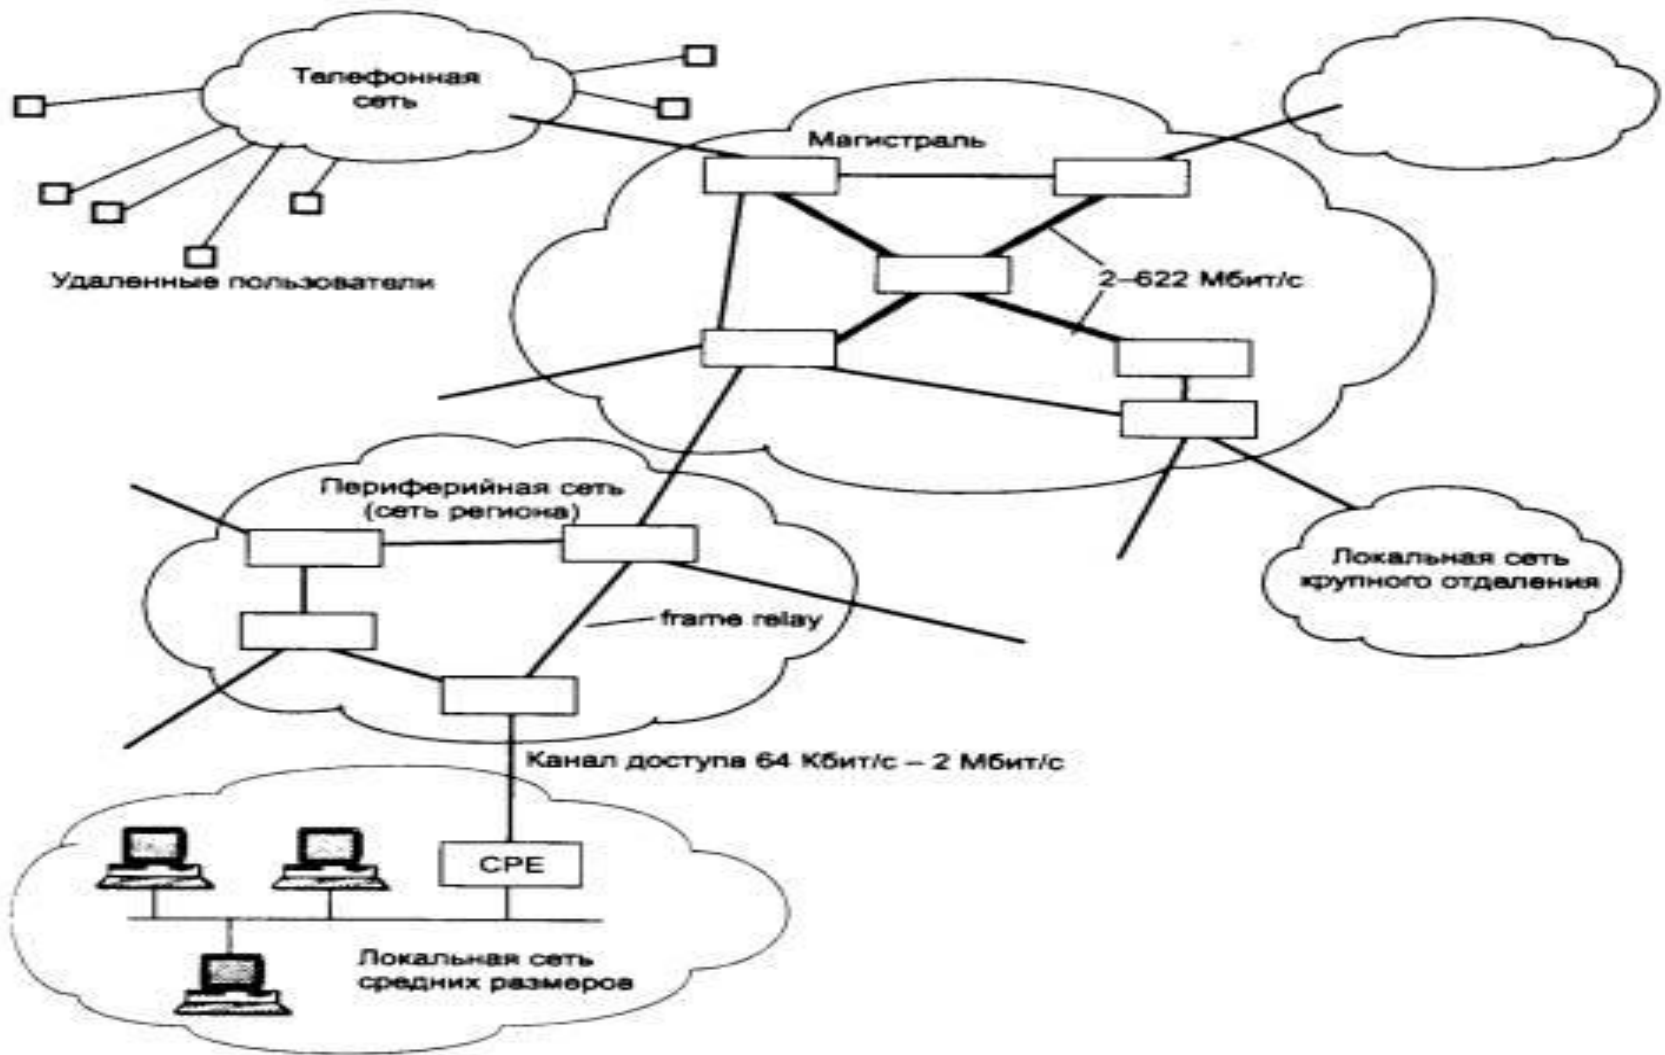 Телефонная
сеть
Магистраль
Удаленные пользователи
2–622 Мбит/с
Периферийная сеть
(сеть региона)
Локальная сеть
крупного отделения
frame relay
Канал доступа 64 Кбит/с – 2 Мбит/с
CPE
Локальная сеть
средних размеров